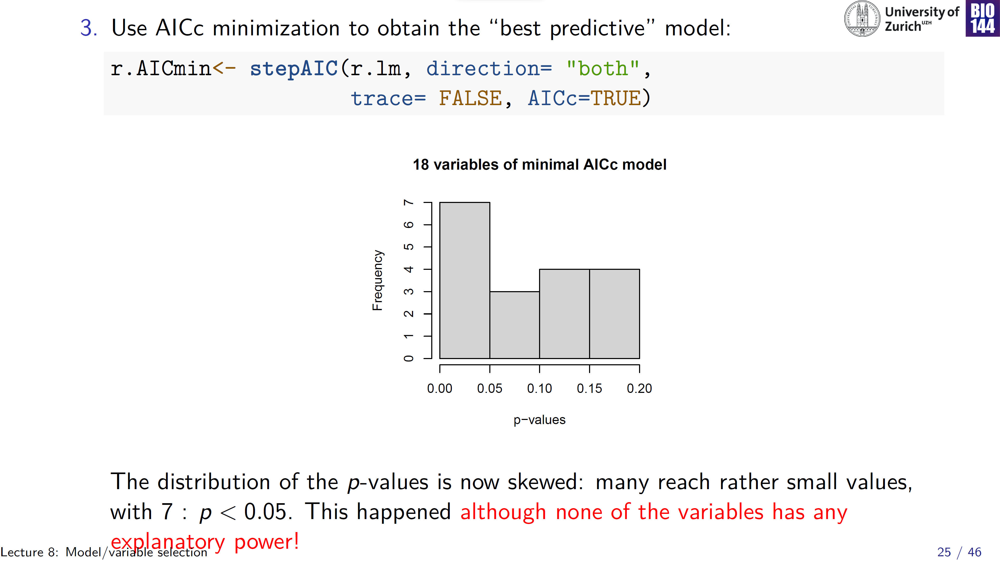 University of
Zurich UZH
BIO
144
3. Use AICc minimization to obtain the “best predictive” model:
r.AICmin<- stepAIC(r.lm, direction= "both",
trace= FALSE, AICc=TRUE)
18 variables of minimal AICc model
Frequency
7
6
5
4
3
2
1
0
0.00 0.05 0.10 0.15 0.20
p−values
The distribution of the p-values is now skewed: many reach rather small values,
with 7 : p < 0.05. This happened although none of the variables has any
explanatory power!
Lecture 8: Model/variable selection
25 / 46